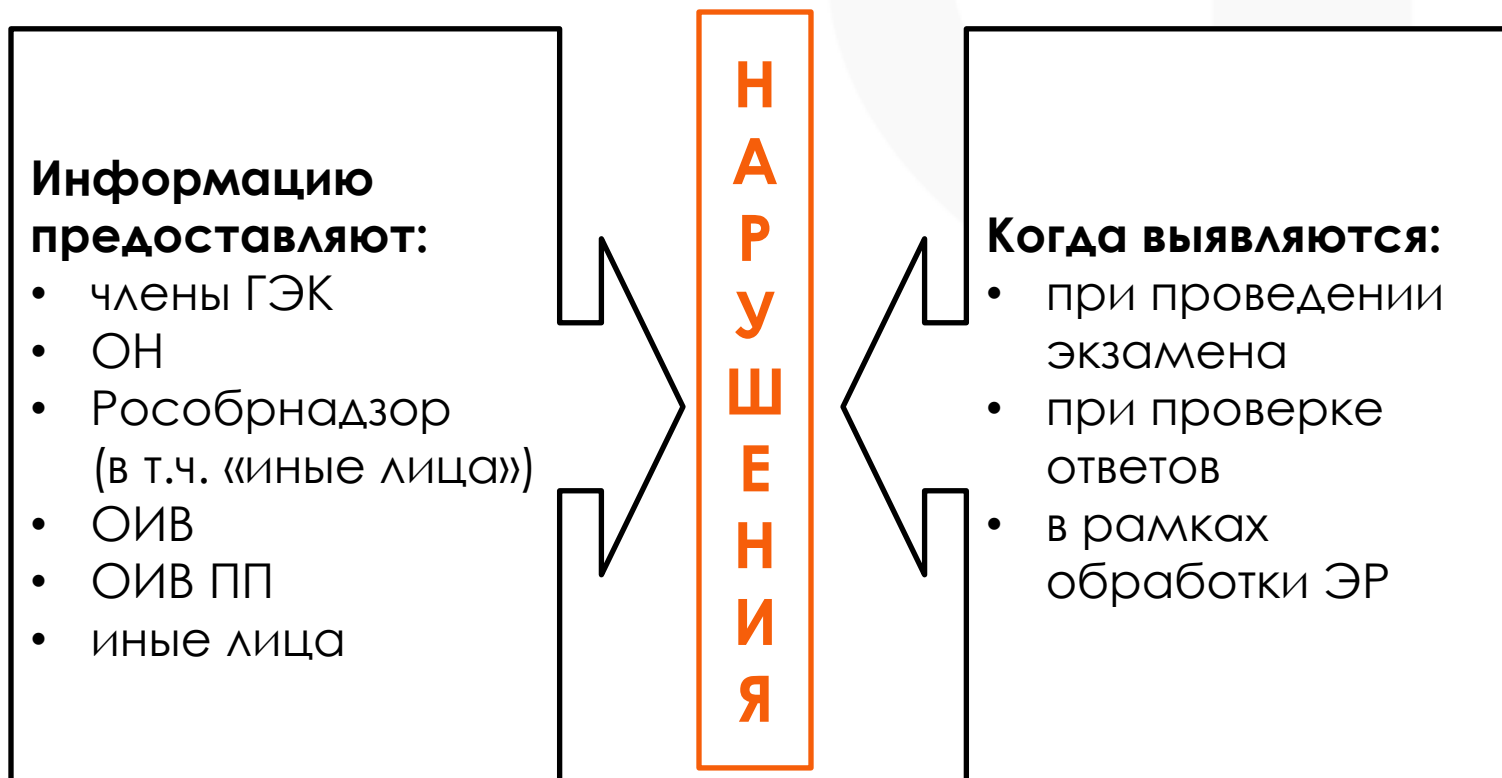 Информацию
предоставляют:
• члены ГЭК
• ОН
• Рособрнадзор
(в т.ч. «иные лица»)
• ОИВ
• ОИВ ПП
• иные лица
Н
А
Р
У
Ш
Е
Н
И
Я
Когда выявляются:
• при проведении
экзамена
• при проверке
ответов
• в рамках
обработки ЭР